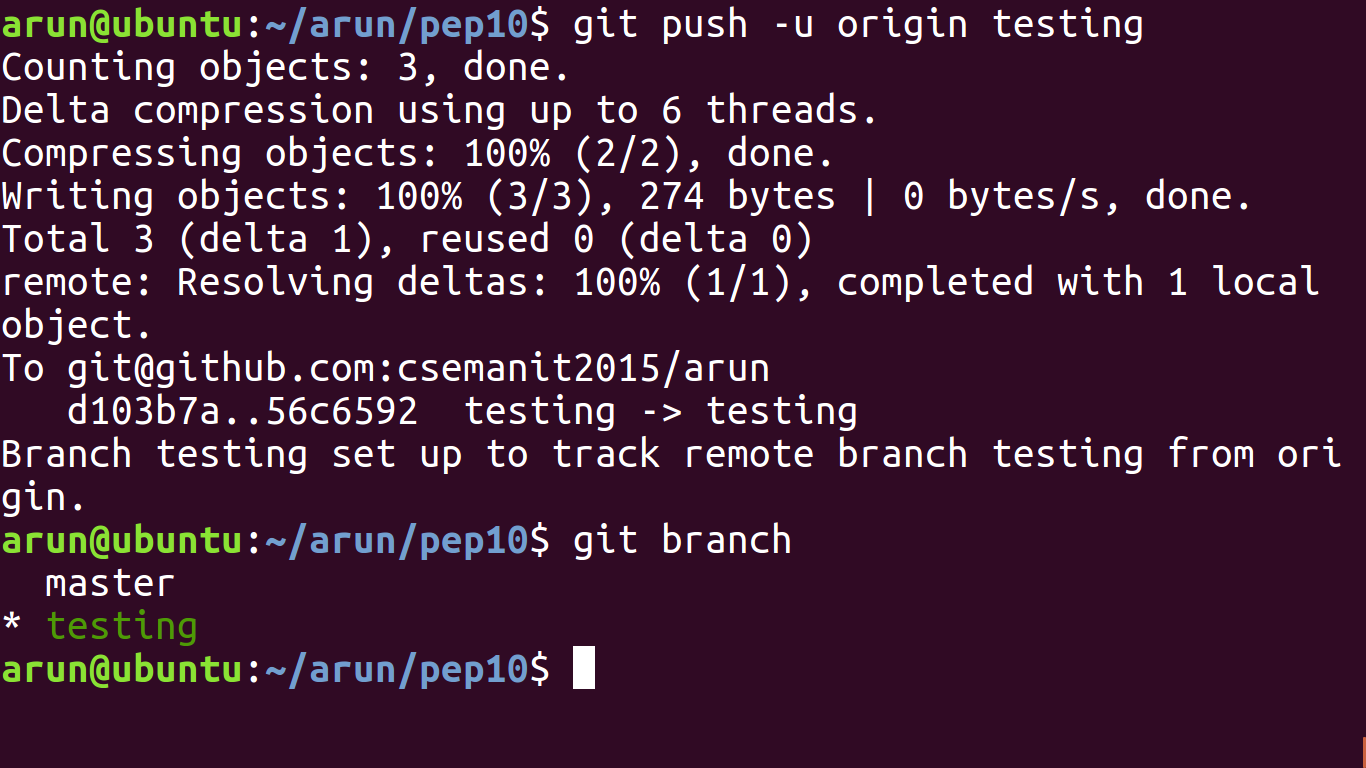 arun@ubuntu:~/arun/pep10$ git push -u origin testing
Counting objects: 3, done.
Delta compression using up to 6 threads.
Compressing objects: 100% (2/2), done.
Writing objects: 100% (3/3), 274 bytes | 0 bytes/s, done.
Total 3 (delta 1), reused 0 (delta 0)
remote: Resolving deltas: 100% (1/1), completed with 1 local
object.
To git@github.com:csemanit2015/arun
   d103b7a..56c6592  testing -> testing
Branch testing set up to track remote branch testing from ori
gin.
arun@ubuntu:~/arun/pep10$ git branch
  master
* testing
arun@ubuntu:~/arun/pep10$